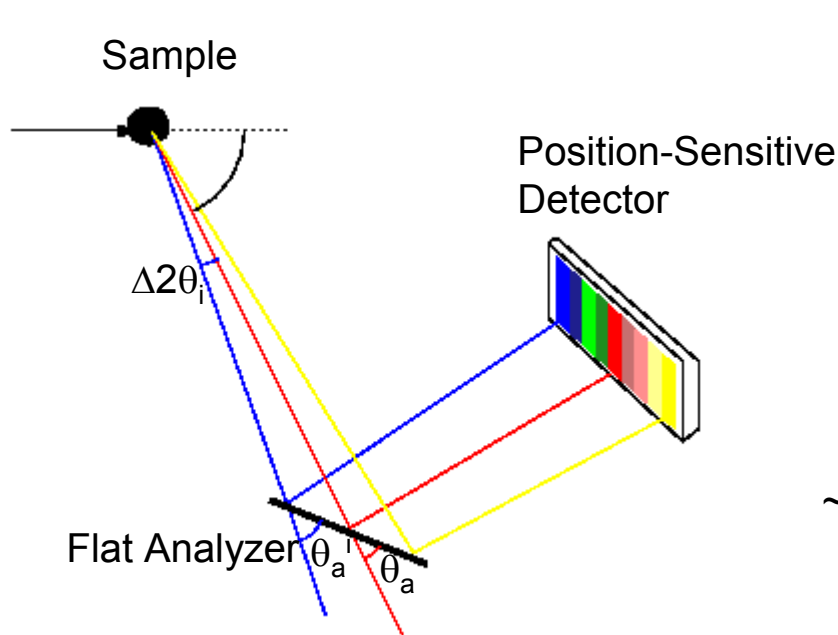 Sample
Position-Sensitive
Detector
Δ2θi
Flat Analyzer
θa'
θa
~